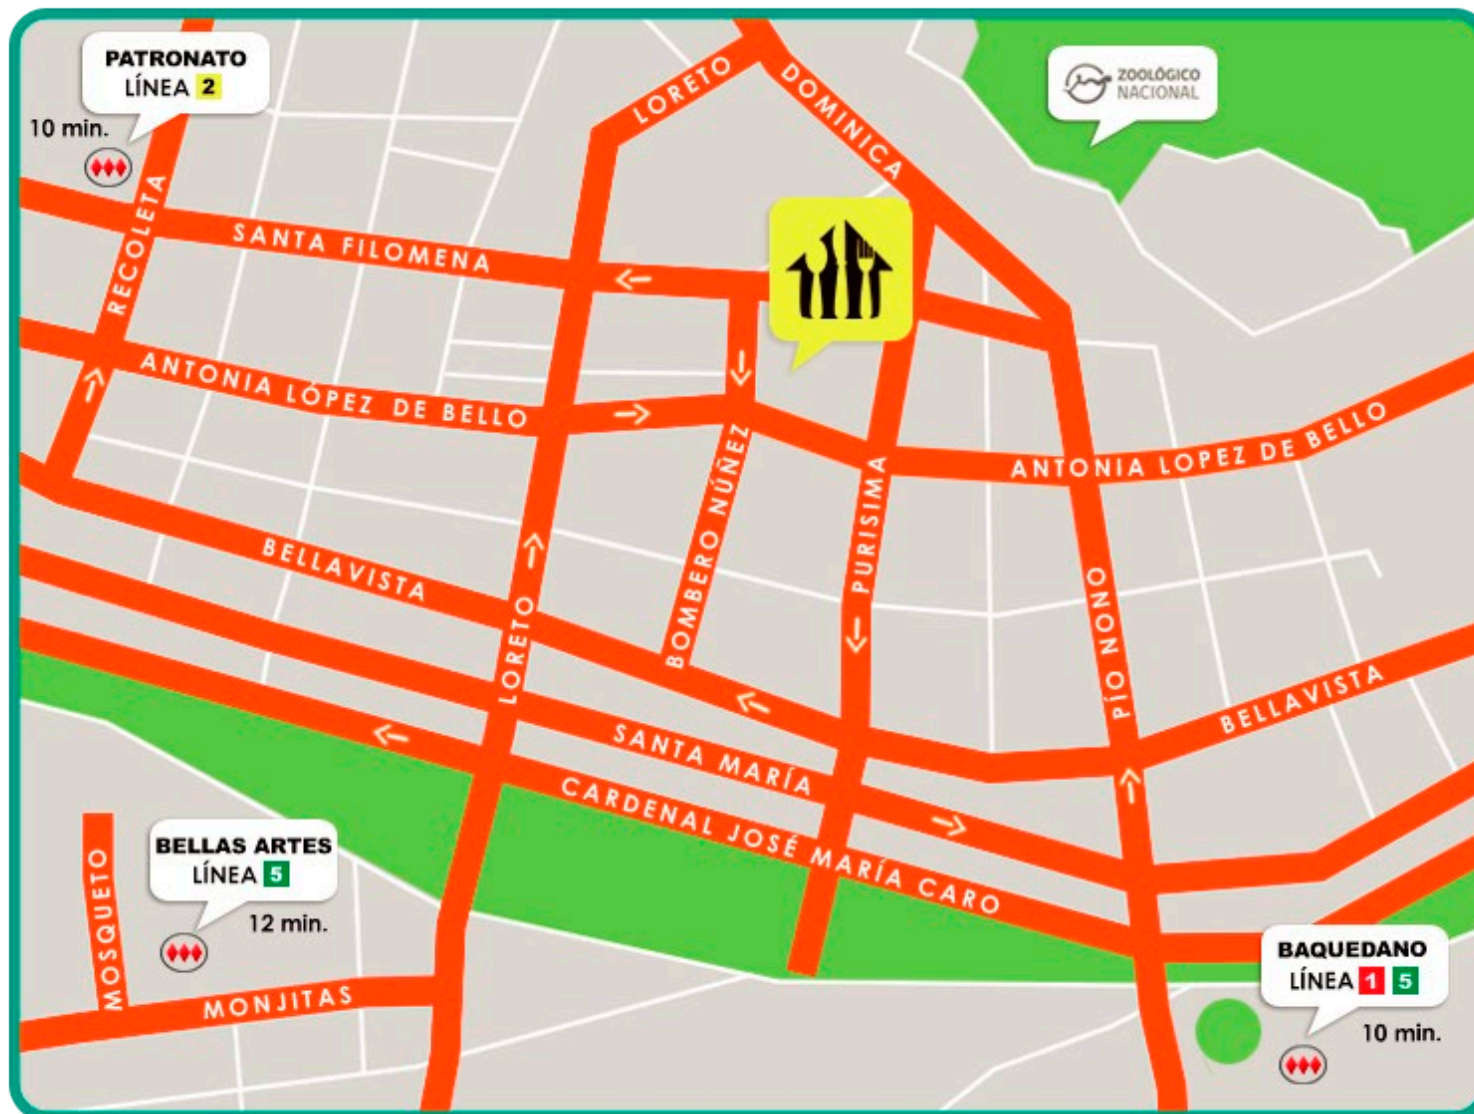 PATRONATO
LÍNEA 2
10 min.
LORETO
DOMINICA
ZOOLÓGICO
NACIONAL
RECOLETA
SANTA FILOMENA
ANTONIA LÓPEZ DE BELLO
ANTONIA LOPEZ DE BELLO
BOMBERO NÚÑEZ
PURISIMA
PÍO NONO
BELLAVISTA
LORETO
BELLAVISTA
SANTA MARÍA
CARDENAL JOSÉ MARÍA CARO
MOSQUETO
BELLAS ARTES
LÍNEA 5
12 min.
MONJITAS
BAQUEDANO
LÍNEA 1 5
10 min.